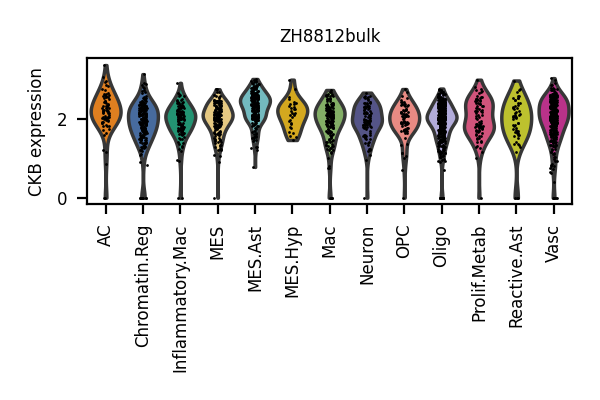 ZH8812bulk
CKB expression
2
0
AC
Chromatin.Reg
Inflammatory.Mac
MES
MES.Ast
MES.Hyp
Mac
Neuron
OPC
Oligo
Prolif.Metab
Reactive.Ast
Vasc